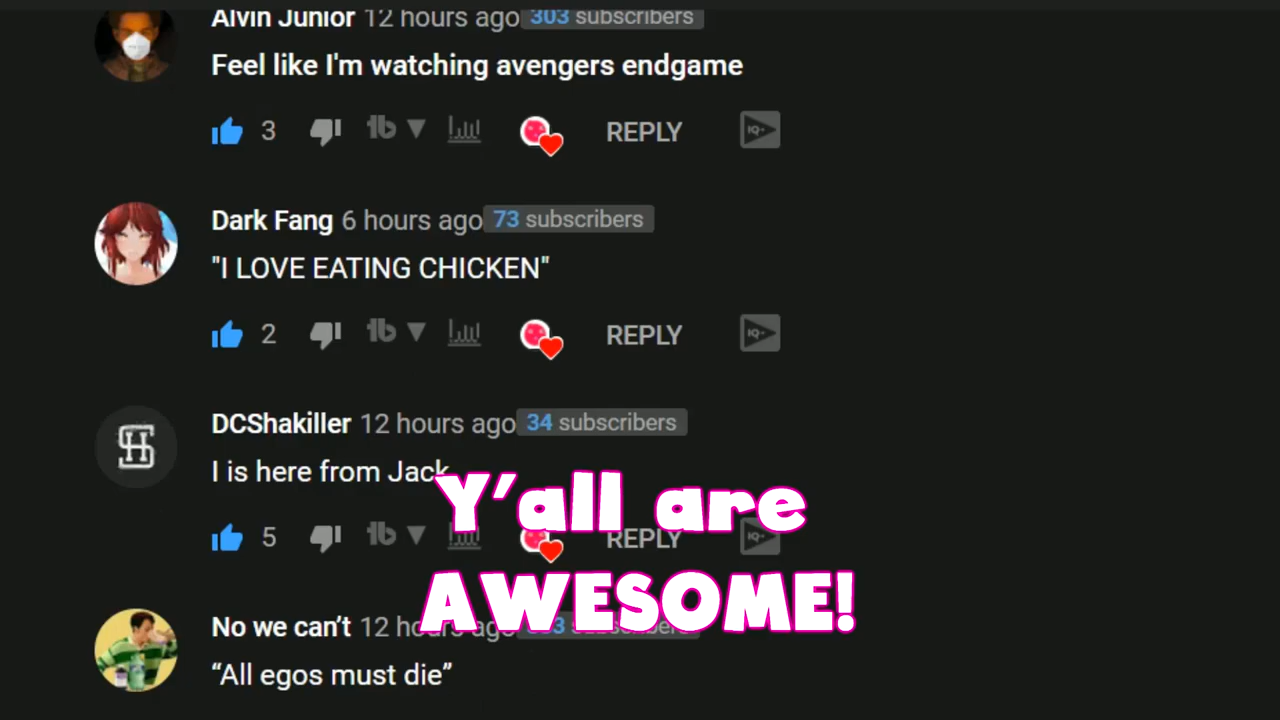 Alvin Junior 12 hours ago 303 subscribers
Feel like I'm watching avengers endgame
3 REPLY
Dark Fang 6 hours ago 73 subscribers
"I LOVE EATING CHICKEN"
2 REPLY
DCShakiller 12 hours ago 34 subscribers
I is here from Jack
Y'all are
5 REPLY
AWESOME!
No we can't 12 hours ago subscribers
“All egos must die”